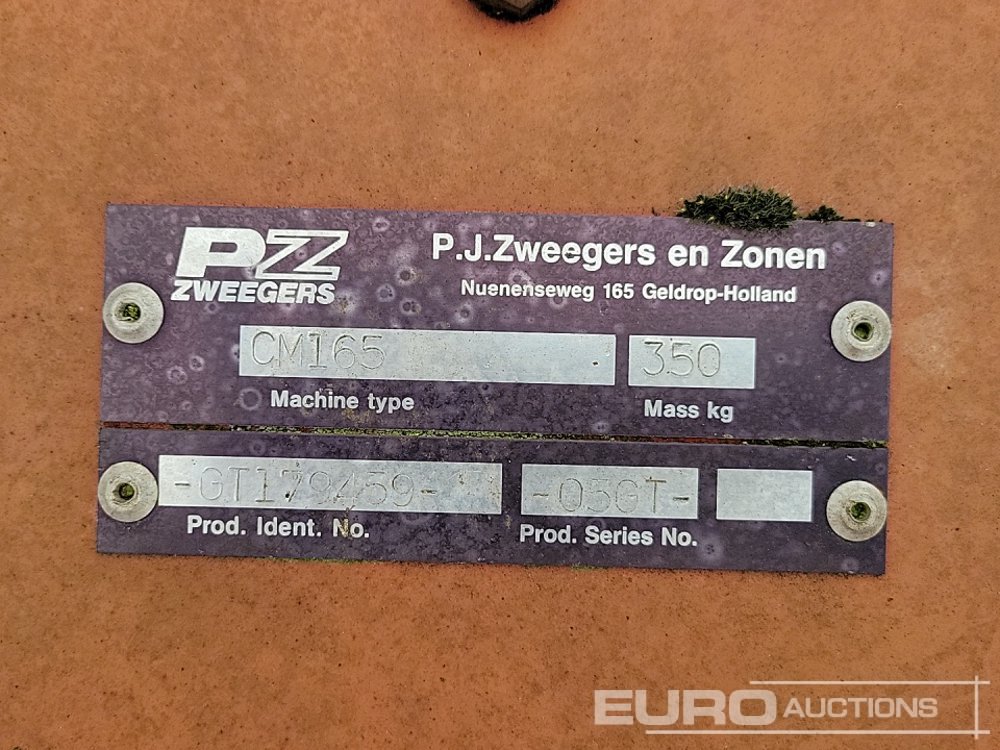 PZ
ZWEEGERS
P.J.Zweegers en Zonen
Nuenenseweg 165 Geldrop-Holland
CM165
350
Machine type
Mass kg
-GT179459-
-05GT-
Prod. Ident. No.
Prod. Series No.
EURO AUCTIONS